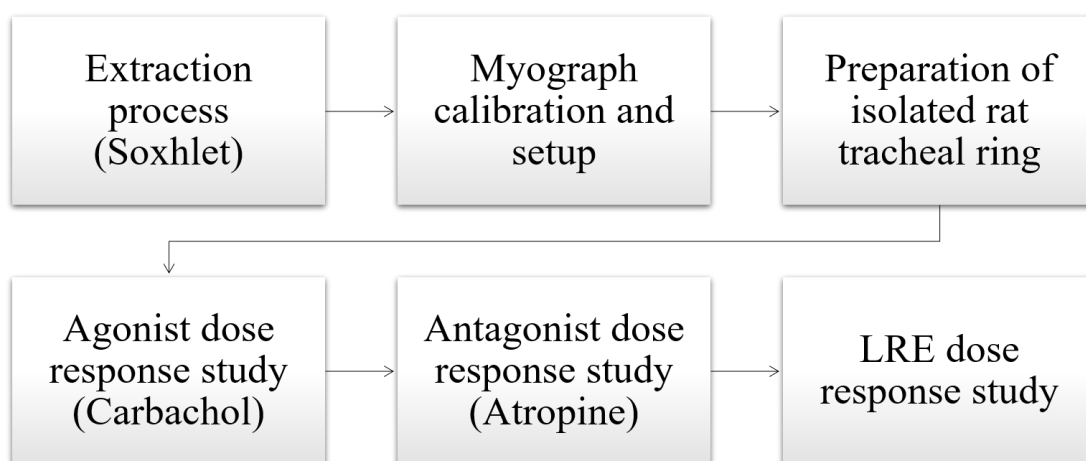 Extraction
process
(Soxhlet)
Myograph
calibration and
setup
Preparation of
isolated rat
tracheal ring
Agonist dose
response study
(Carbachol)
Antagonist dose
response study
(Atropine)
LRE dose
response study